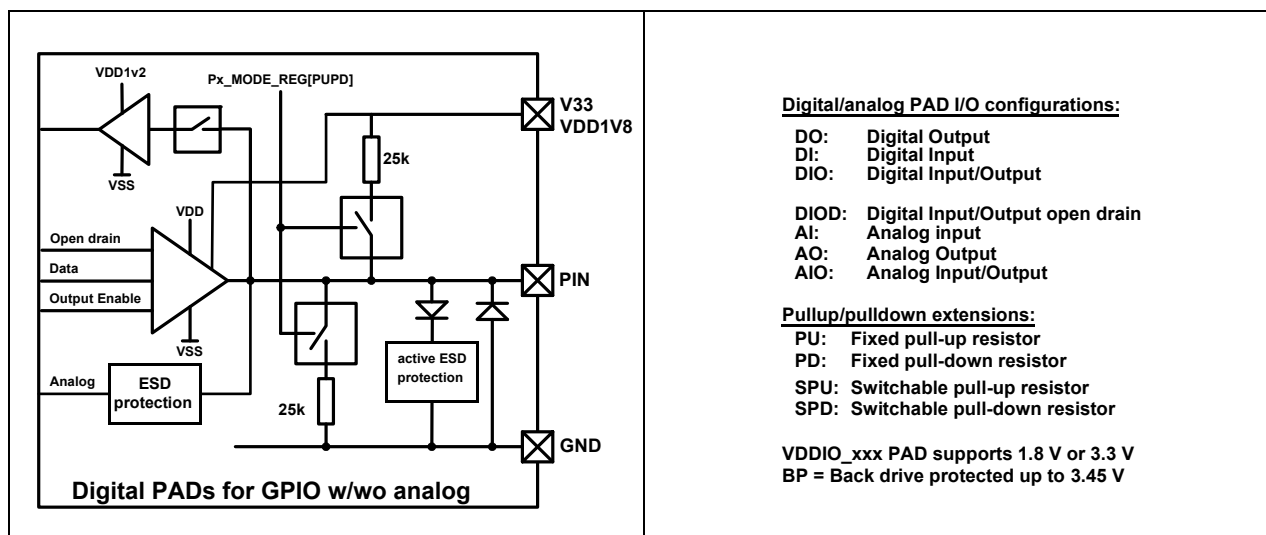 VDD1v2
Px_MODE_REG[PUPD]
V33
VDD1V8
25k
VSS
VDD
Open drain
Data
Output Enable
PIN
VSS
active ESD
protection
Analog
ESD
protection
25k
GND
Digital PADs for GPIO w/wo analog
Digital/analog PAD I/O configurations:
DO: Digital Output
DI: Digital Input
DIO: Digital Input/Output
DIOD: Digital Input/Output open drain
AI: Analog input
AO: Analog Output
AIO: Analog Input/Output
Pullup/pulldown extensions:
PU: Fixed pull-up resistor
PD: Fixed pull-down resistor
SPU: Switchable pull-up resistor
SPD: Switchable pull-down resistor
VDDIO_xxx PAD supports 1.8 V or 3.3 V
BP = Back drive protected up to 3.45 V